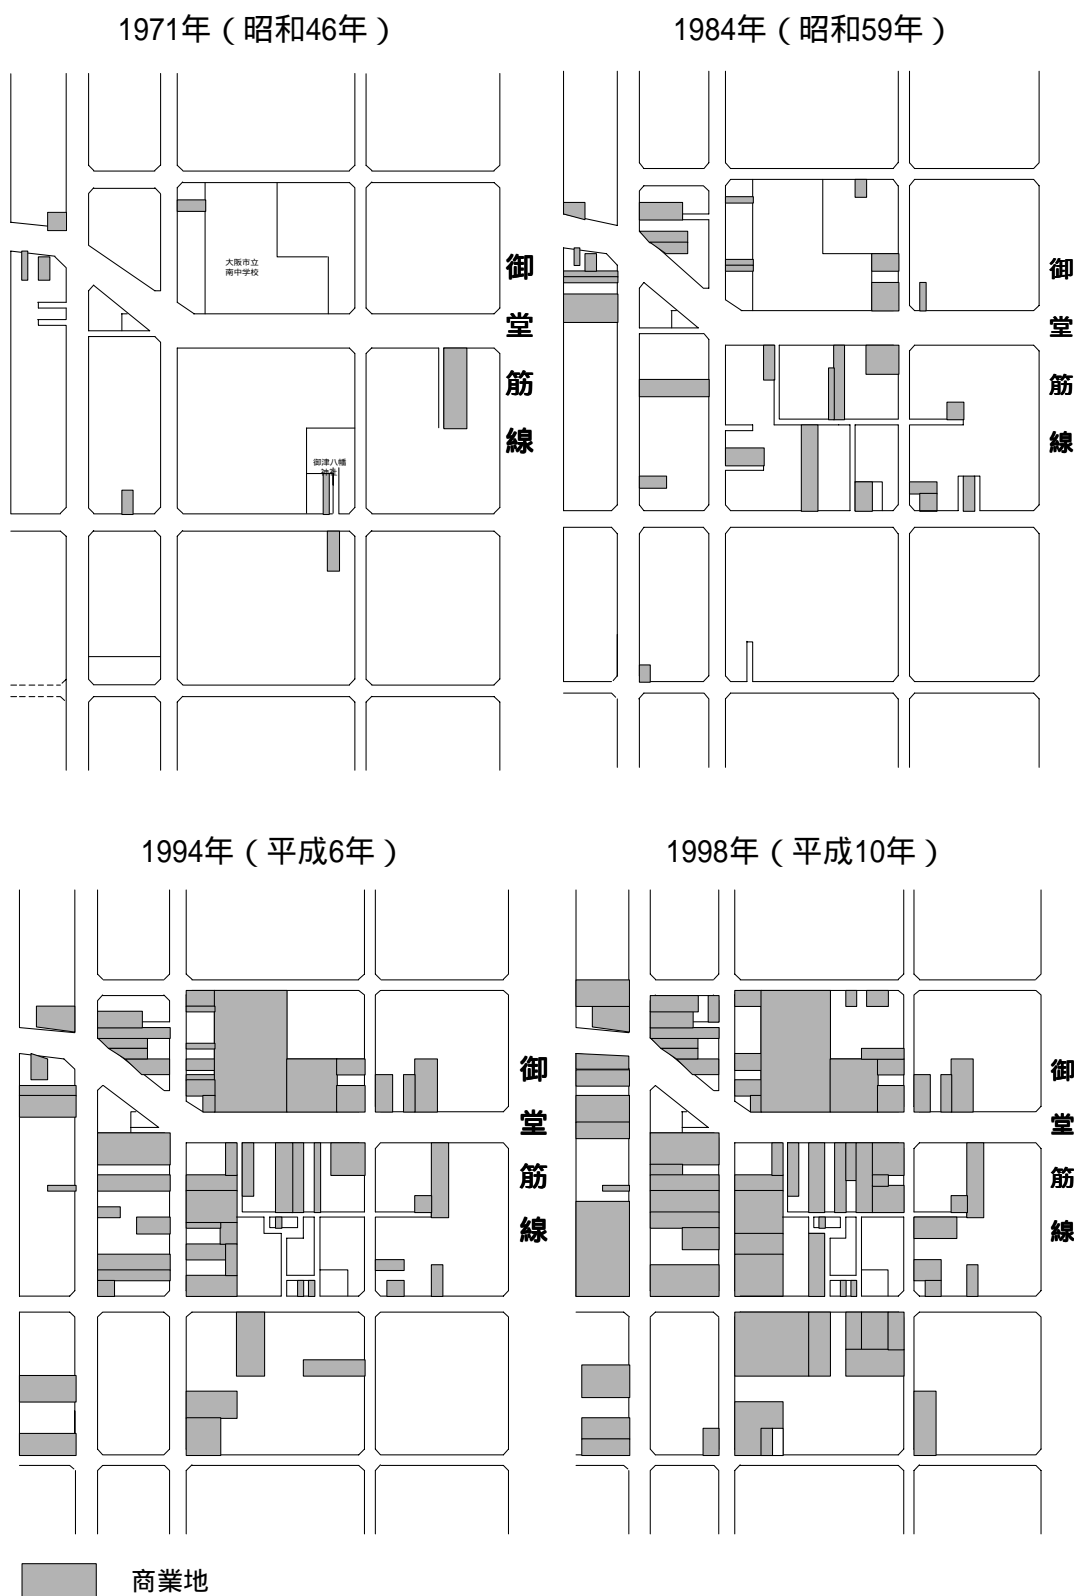 1971年（昭和46年）
1984年（昭和59年）
大阪市立
南中学校
御津八幡
御堂筋線
御堂筋線
1994年（平成6年）
1998年（平成10年）
御堂筋線
御堂筋線
商業地